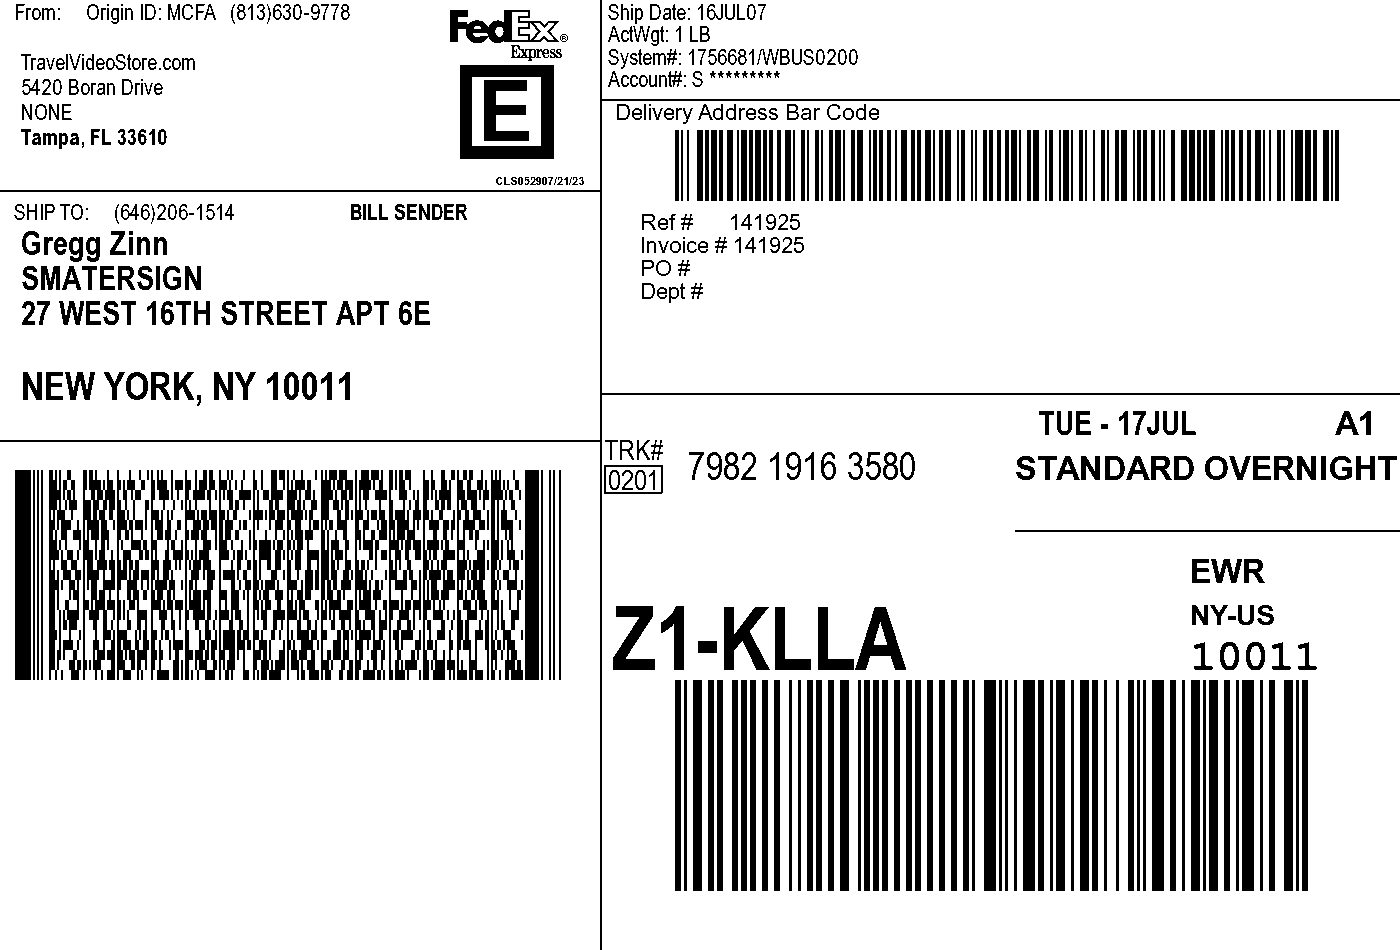 From: Origin ID: MCFA (813)630-9778
TravelVideoStore.com
5420 Boran Drive
NONE
Tampa, FL 33610
FedEx®
Express
E
CLS052907/21/23
SHIP TO: (646)206-1514 BILL SENDER
Gregg Zinn
SMATERSIGN
27 WEST 16TH STREET APT 6E
NEW YORK, NY 10011
Ship Date: 16JUL07
ActWgt: 1 LB
System#: 1756681/WBUS0200
Account#: S *********
Delivery Address Bar Code
Ref # 141925
Invoice # 141925
PO #
Dept #
TUE - 17JUL A1
TRK#
0201
7982 1916 3580
STANDARD OVERNIGHT
EWR
NY-US
Z1-KLLA
10011